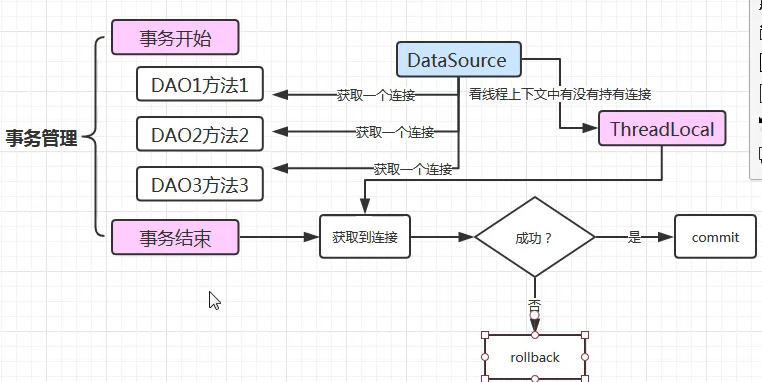 事务管理
事务开始
DAO1方法1
DAO2方法2
DAO3方法3
事务结束
获取一个连接
获取一个连接
获取一个连接
DataSource
看线程上下文中有没有持有连接
ThreadLocal
获取到连接
成功？
是
commit
否
rollback